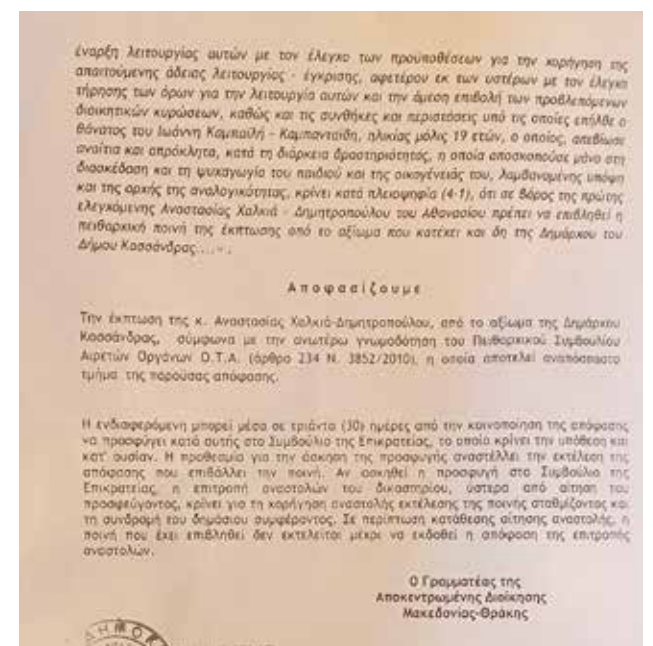 έναρξη λειτουργίας αυτών με τον έλεγχο των προϋποθέσεων για την χορήγηση της
απαιτούμενης άδειας λειτουργίας - έγκρισης, αφετέρου εκ των υστέρων με τον έλεγχο
τήρησης των όρων για την λειτουργία αυτών και την άμεση επιβολή των προβλεπόμενων
διοικητικών κυρώσεων, καθώς και τις συνθήκες και περιστάσεις υπό τις οποίες επήλθε ο
θάνατος του Ιωάννη Καμπαϊλή - Καμπανταΐδη, ηλικίας μόλις 19 ετών, ο οποίος, απεβίωσε
αναίτια και απρόκλητα, κατά τη διάρκεια δραστηριότητας, η οποία αποσκοπούσε μόνο στη
διασκέδαση και τη ψυχαγωγία του παιδιού και της οικογένειάς του, λαμβανομένης υπόψη
και της αρχής της αναλογικότητας, κρίνει κατά πλειοψηφία (4-1), ότι σε βάρος της πρώτης
ελεγχόμενης Αναστασίας Χαλκιά - Δημητροπούλου του Αθανασίου πρέπει να επιβληθεί η
πειθαρχική ποινή της έκπτωσης από το αξίωμα που κατέχει και δη της Δημάρχου του
Δήμου Κασσάνδρας....» .
Αποφασίζουμε
Την έκπτωση της κ. Αναστασίας Χαλκιά-Δημητροπούλου, από το αξίωμα της Δημάρχου
Κασσάνδρας, σύμφωνα με την ανωτέρω γνωμοδότηση του Πειθαρχικού Συμβουλίου
Αιρετών Οργάνων Ο.Τ.Α. (άρθρο 234 Ν. 3852/2010), η οποία αποτελεί αναπόσπαστο
τμήμα της παρούσας απόφασης.
Η ενδιαφερόμενη μπορεί μέσα σε τριάντα (30) ημέρες από την κοινοποίηση της απόφασης
να προσφύγει κατά αυτής στο Συμβούλιο της Επικρατείας, το οποίο κρίνει την υπόθεση και
κατ' ουσίαν. Η προθεσμία για την άσκηση της προσφυγής αναστέλλει την εκτέλεση της
απόφασης που επιβάλλει την ποινή. Αν ασκηθεί η προσφυγή στο Συμβούλιο της
Επικρατείας, η επιτροπή αναστολών του δικαστηρίου, ύστερα από αίτηση του
προσφεύγοντος, κρίνει για τη χορήγηση αναστολής εκτέλεσης της ποινής σταθμίζοντας και
τη συνδρομή του δημόσιου συμφέροντος. Σε περίπτωση κατάθεσης αίτησης αναστολής, η
ποινή που έχει επιβληθεί δεν εκτελείται μέχρι να εκδοθεί η απόφαση της επιτροπής
αναστολών.
Ο Γραμματέας της
Αποκεντρωμένης Διοίκησης
Μακεδονίας-Θράκης
ΔΗΜΟΚ